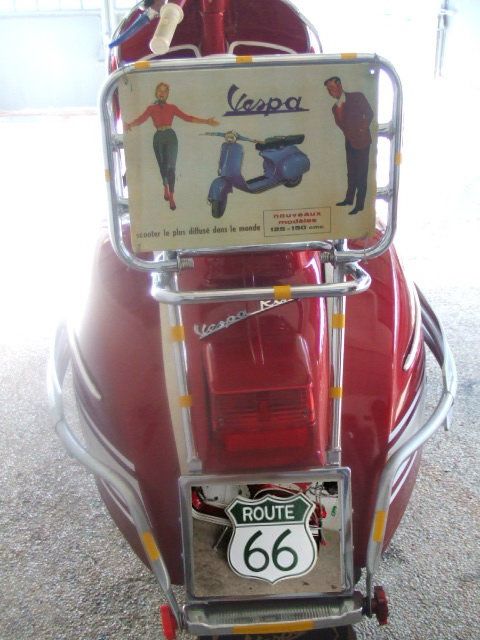 Vespa
scooter le plus diffusé dans le monde
nouveaux
modèles
125-150 cmc.
Vespa
ROUTE
66